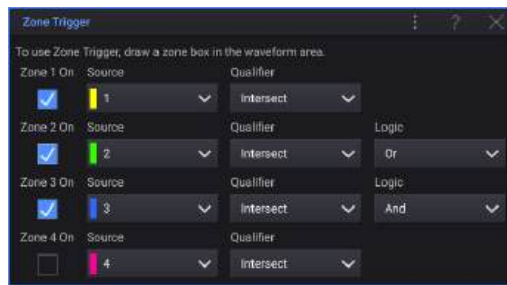 Zone Trigger
To use Zone Trigger, draw a zone box in the waveform area.
Zone 1 On Source Qualifier
1 Intersect
Zone 2 On Source Qualifier Logic
2 Intersect Or
Zone 3 On Source Qualifier Logic
3 Intersect And
Zone 4 On Source Qualifier
4 Intersect